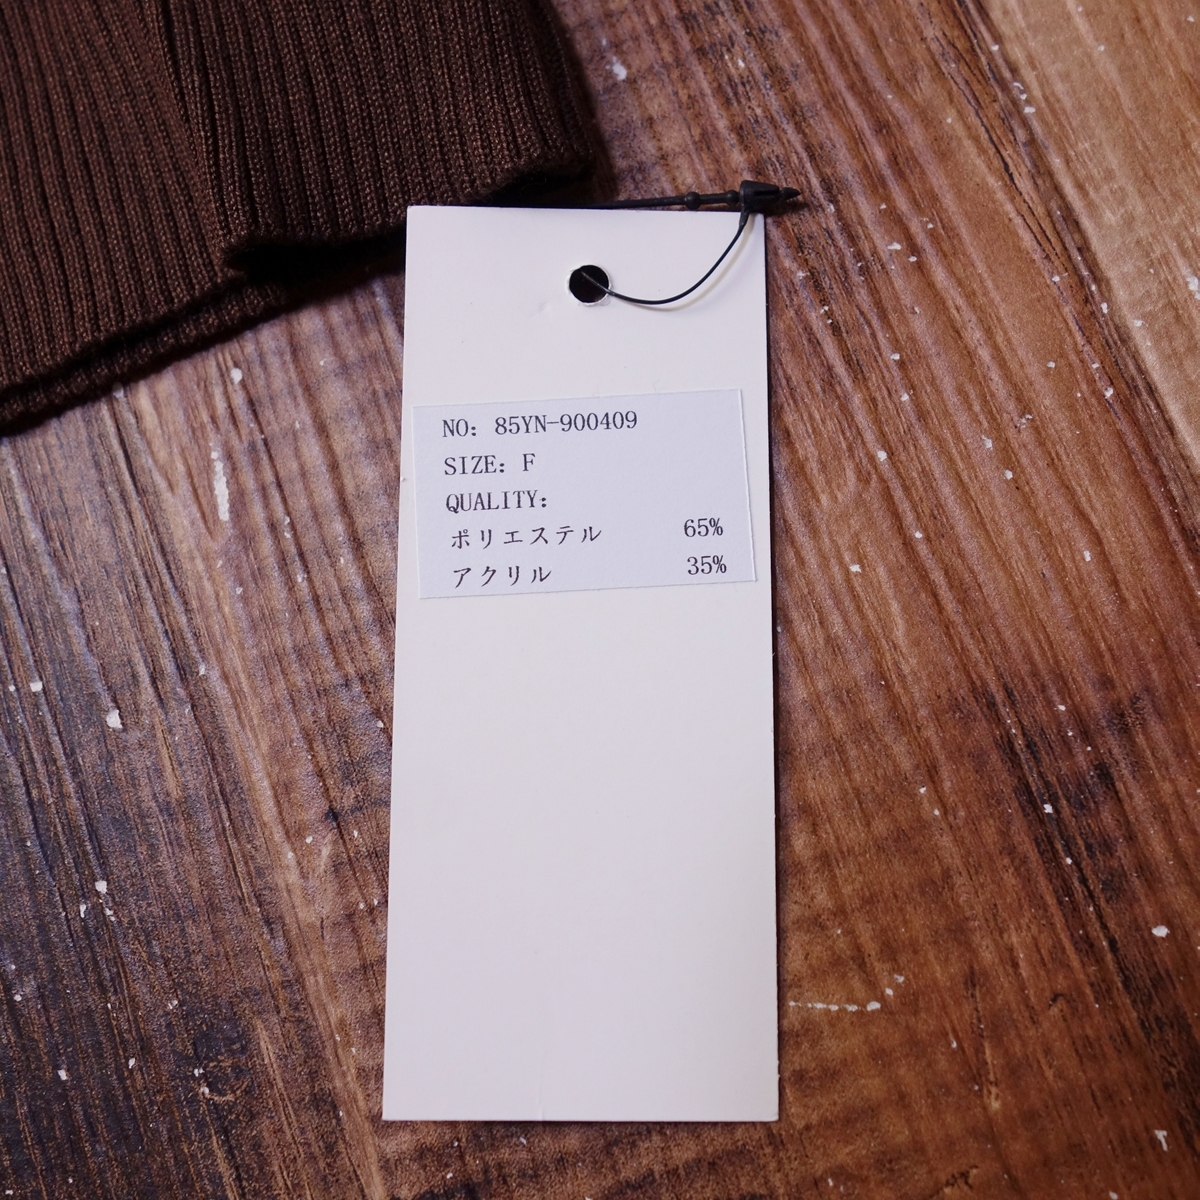 NO: 85YN-900409
SIZE: F
QUALITY:
ポリエステル 65%
アクリル 35%